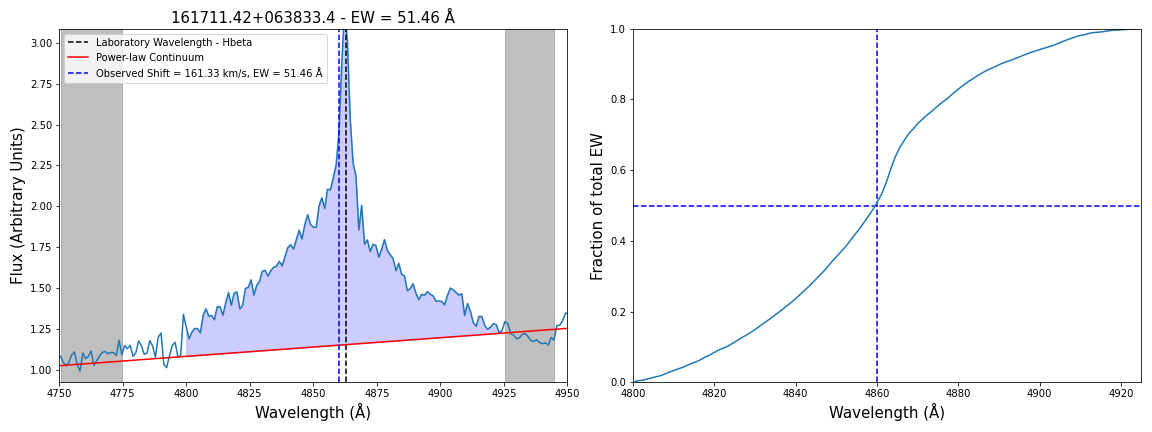 161711.42+063833.4 - EW = 51.46 Å
Laboratory Wavelength - Hbeta
Power-law Continuum
Observed Shift = 161.33 km/s, EW = 51.46 Å
Flux (Arbitrary Units)
3.00
2.75
2.50
2.25
2.00
1.75
1.50
1.25
1.00
4750 4775 4800 4825 4850 4875 4900 4925 4950
Wavelength (Å)
Fraction of total EW
1.0
0.8
0.6
0.4
0.2
0.0
4800 4820 4840 4860 4880 4900 4920
Wavelength (Å)